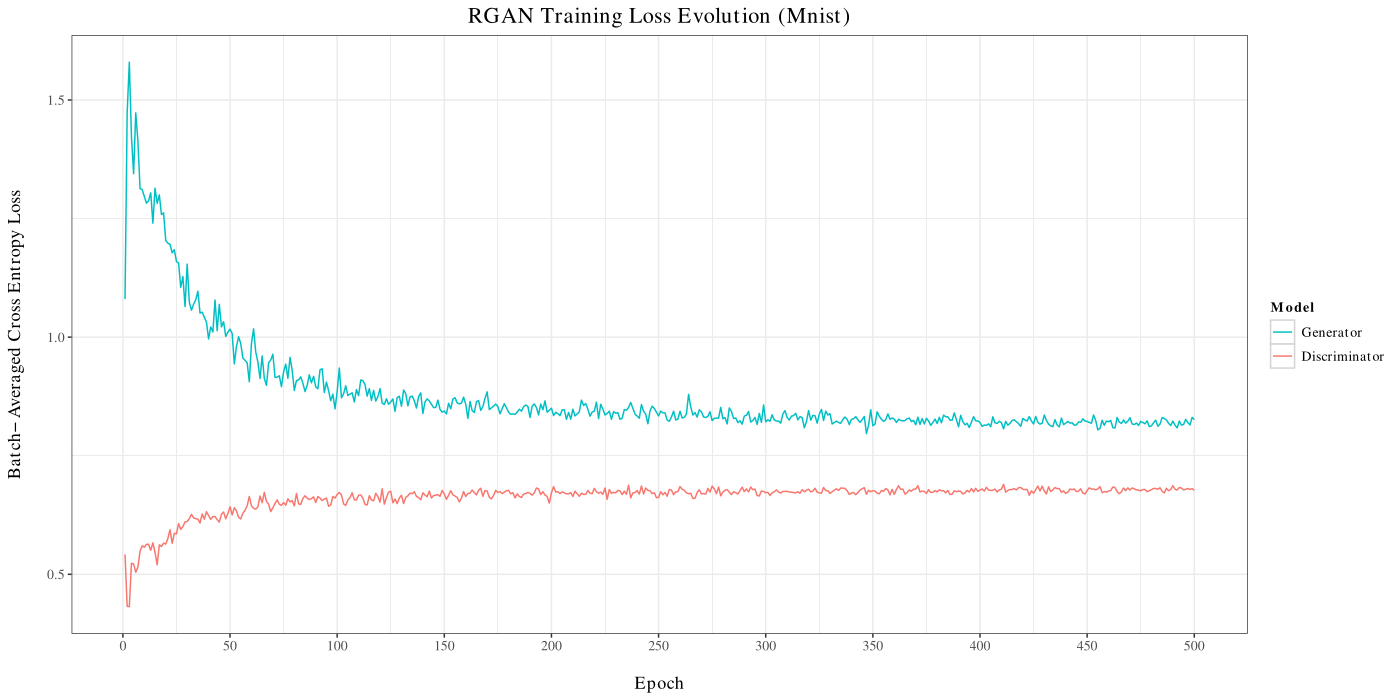 RGAN Training Loss Evolution (Mnist)
Batch− Averaged Cross Entropy Loss
1.5
1.0
0.5
0 50 100 150 200 250 300 350 400 450 500
Epoch
Model
Generator
Discriminator